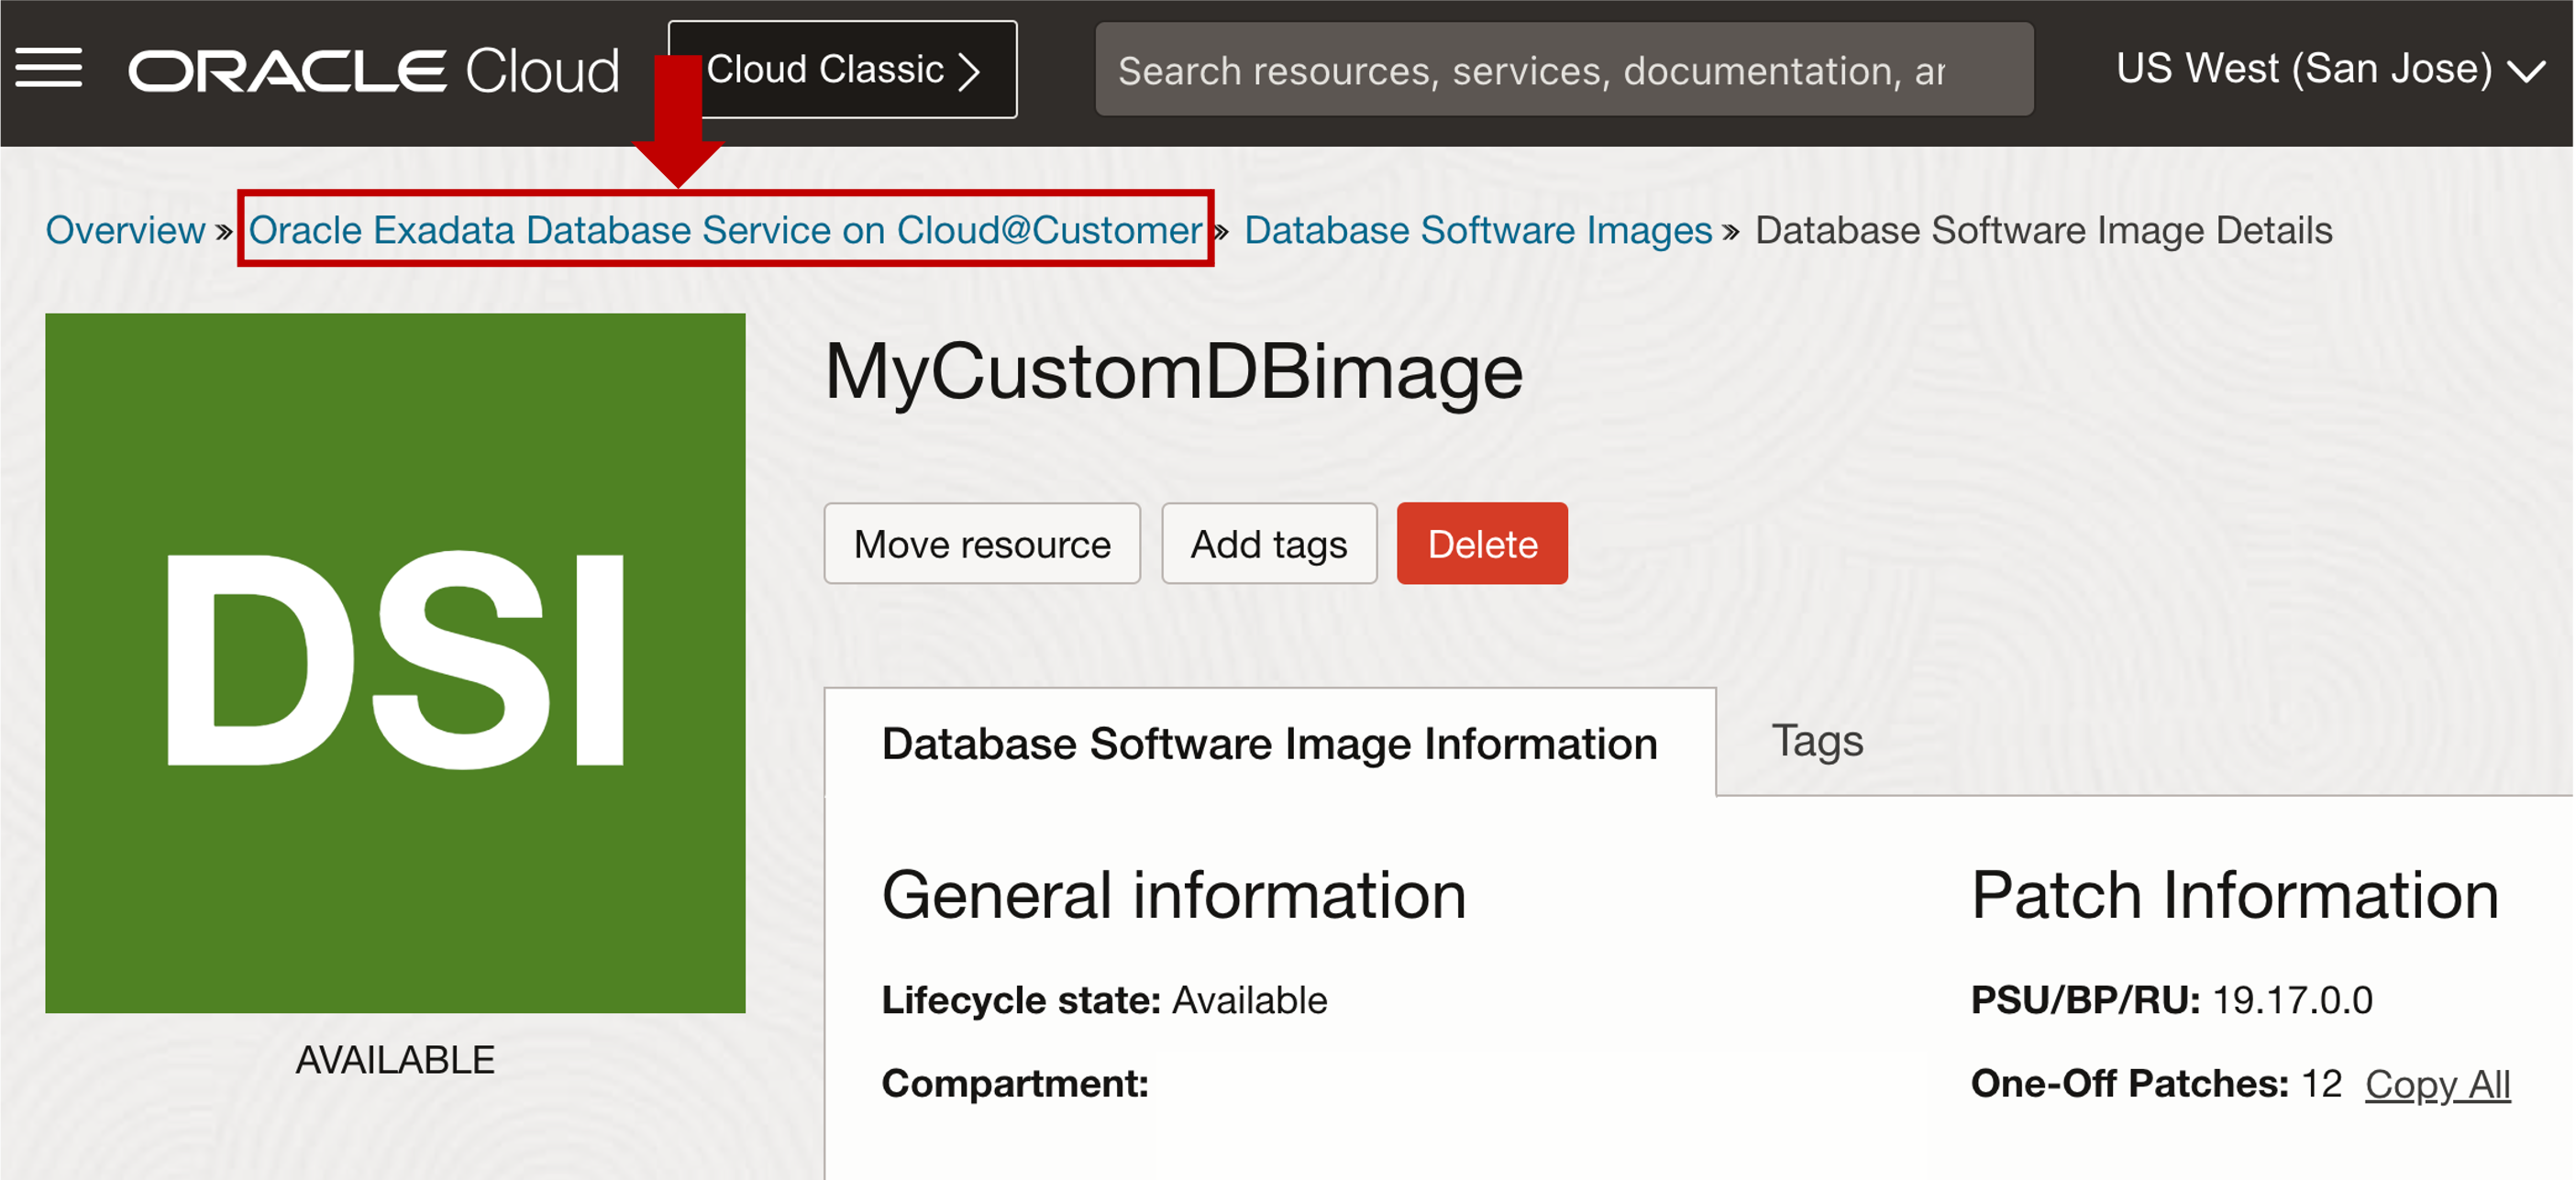 ORACLE Cloud
Cloud Classic
Search resources, services, documentation, ar
US West (San Jose)
Overview » Oracle Exadata Database Service on Cloud@Customer » Database Software Images » Database Software Image Details
DSI
AVAILABLE
MyCustomDBimage
Move resource
Add tags
Delete
Database Software Image Information
Tags
General information
Lifecycle state: Available
Compartment:
Patch Information
PSU/BP/RU: 19.17.0.0
One-Off Patches: 12 Copy All